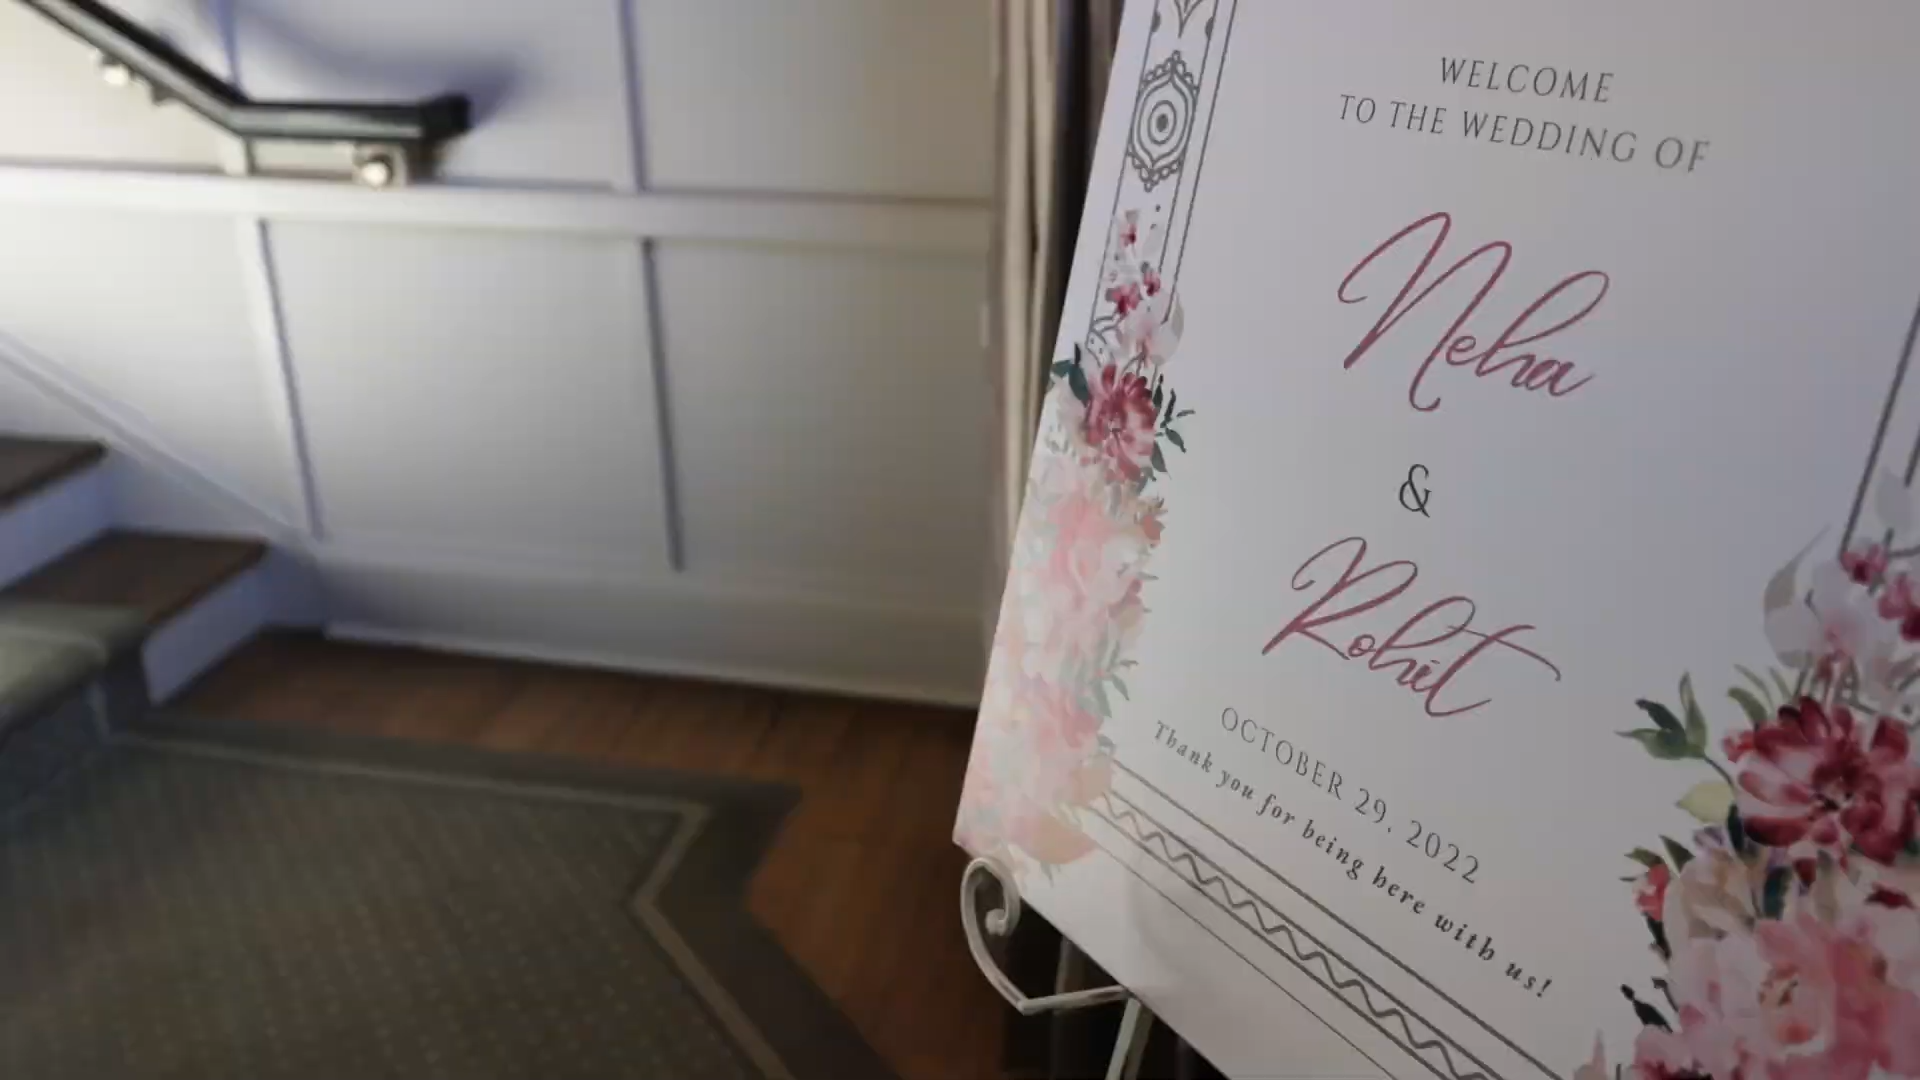 WELCOME
TO THE WEDDING OF
Neha
&
Rohit
OCTOBER 29, 2022
Thank you for being here with us!